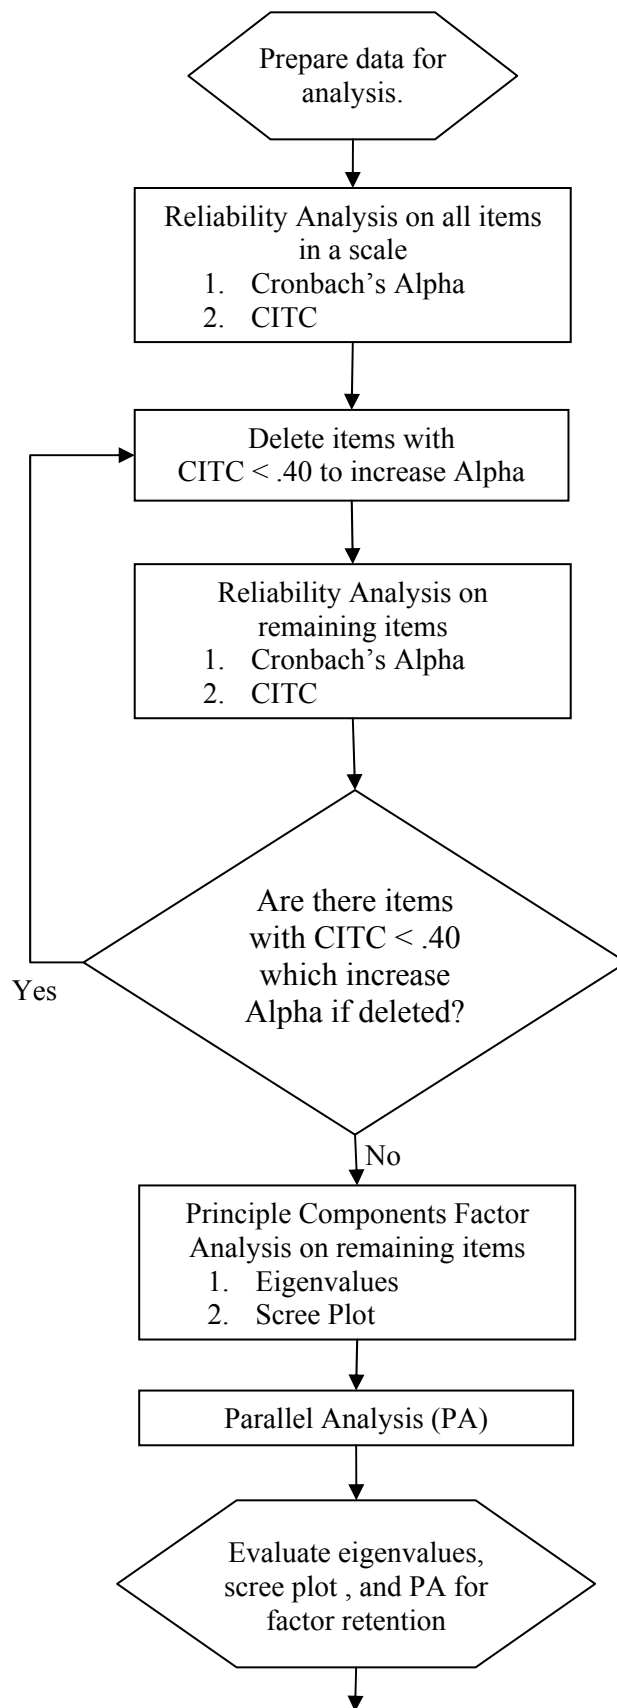 Prepare data for
analysis.
Reliability Analysis on all items
in a scale
1. Cronbach’s Alpha
2. CITC
Delete items with
CITC < .40 to increase Alpha
Reliability Analysis on
remaining items
1. Cronbach’s Alpha
2. CITC
Are there items
with CITC < .40
which increase
Alpha if deleted?
Yes
No
Principle Components Factor
Analysis on remaining items
1. Eigenvalues
2. Scree Plot
Parallel Analysis (PA)
Evaluate eigenvalues,
scree plot , and PA for
factor retention